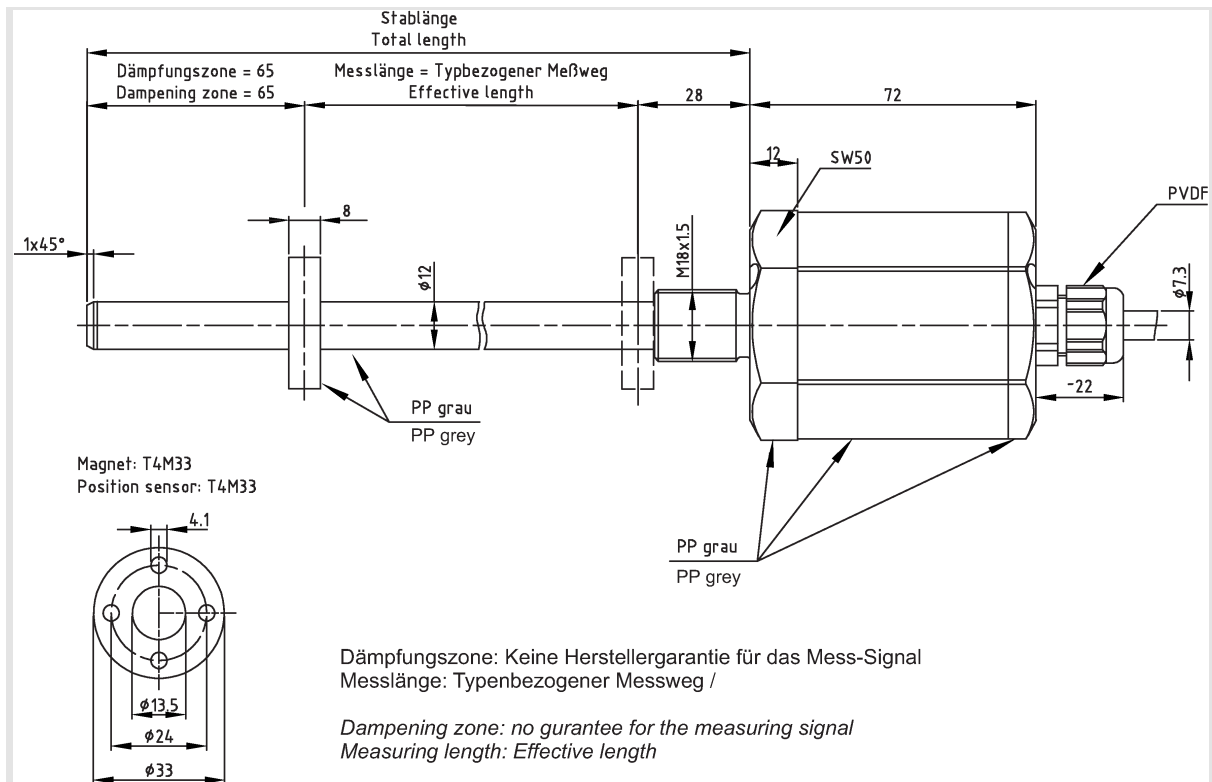 Stablänge
Total length
Dämpfungszone = 65
Dampening zone = 65
Messlänge = Typbezogener Meßweg
Effective length
28
72
12
SW50
PVDF
8
1x45°
M18x1.5
ϕ12
ϕ7.3
~22
PP grau
PP grey
Magnet: T4M33
Position sensor: T4M33
4.1
PP grau
PP grey
ϕ13.5
ϕ24
ϕ33
Dämpfungszone: Keine Herstellergarantie für das Mess-Signal
Messlänge: Typenbezogener Messweg /
Dampening zone: no gurantee for the measuring signal
Measuring length: Effective length